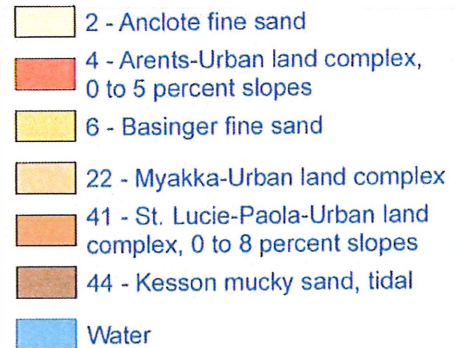 2 - Anclote fine sand
4 - Arents-Urban land complex,
0 to 5 percent slopes
6 - Basinger fine sand
22 - Myakka-Urban land complex
41 - St. Lucie-Paola-Urban land
complex, 0 to 8 percent slopes
44 - Kesson mucky sand, tidal
Water